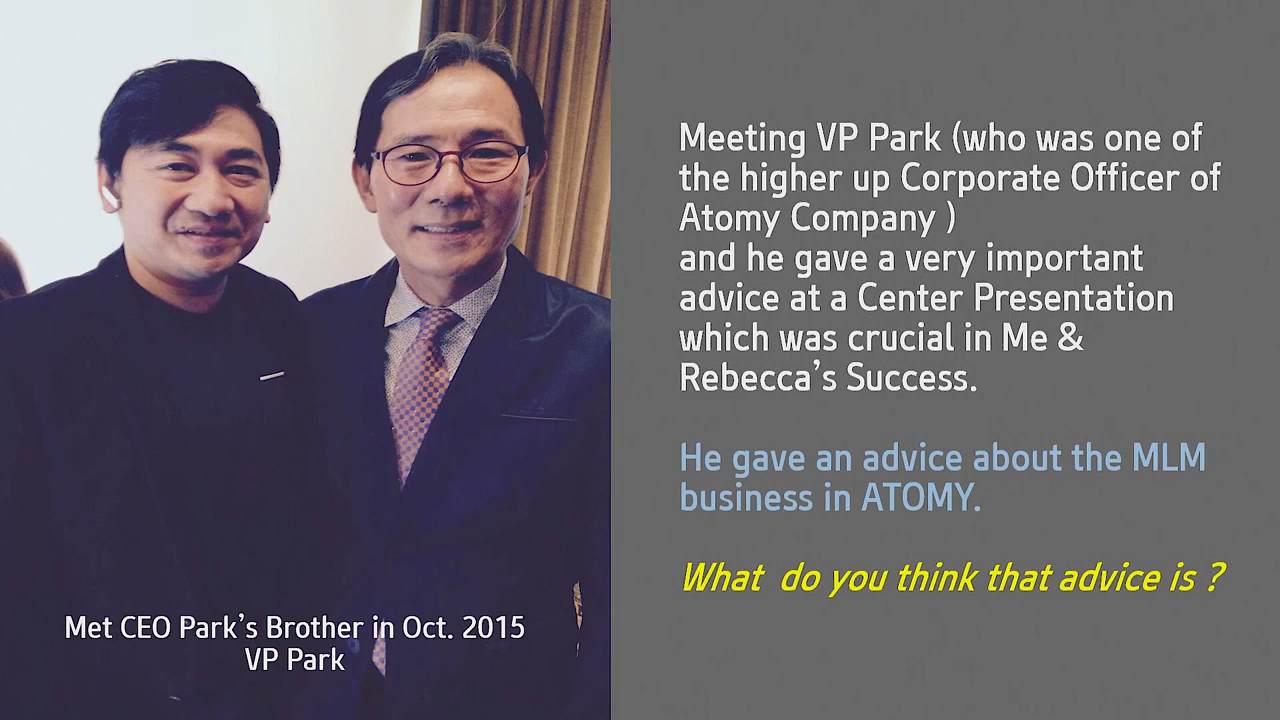 Meeting VP Park (who was one of
the higher up Corporate Officer of
Atomy Company )
and he gave a very important
advice at a Center Presentation
which was crucial in Me &
Rebecca's Success.
He gave an advice about the MLM
business in ATOMY.
What do you think that advice is ?
Met CEO Park's Brother in Oct. 2015
VP Park